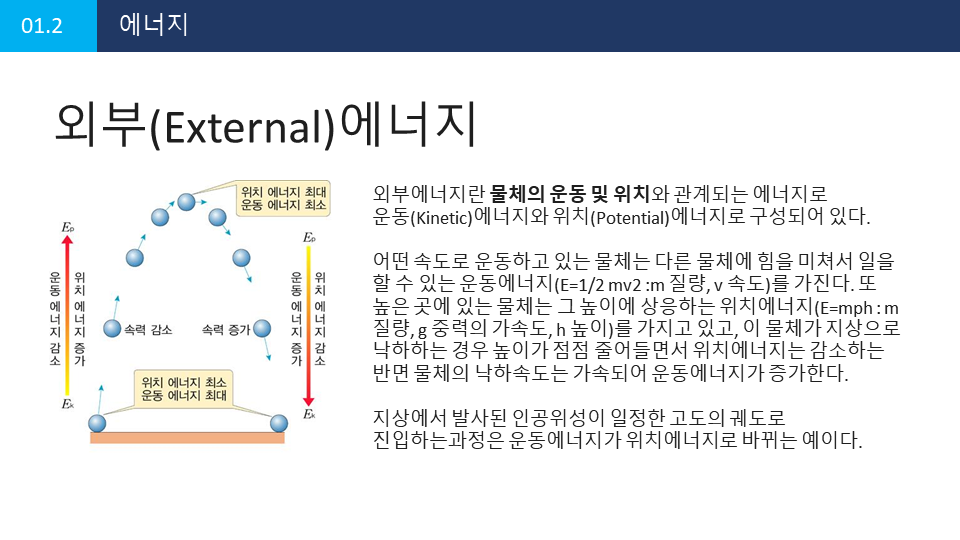 01.2
에너지
외부(External)에너지
위치 에너지 최대
운동 에너지 최소
Eₚ
Eₚ
운동 에너지 감소
위치 에너지 증가
운동 에너지 증가
위치 에너지 감소
속력 감소
속력 증가
위치 에너지 최소
운동 에너지 최대
Eₖ
Eₖ
외부에너지란 물체의 운동 및 위치와 관계되는 에너지로
운동(Kinetic)에너지와 위치(Potential)에너지로 구성되어 있다.
어떤 속도로 운동하고 있는 물체는 다른 물체에 힘을 미쳐서 일을
할 수 있는 운동에너지(E=1/2 mv2 :m 질량, v 속도)를 가진다. 또
높은 곳에 있는 물체는 그 높이에 상응하는 위치에너지(E=mph : m
질량, g 중력의 가속도, h 높이)를 가지고 있고, 이 물체가 지상으로
낙하하는 경우 높이가 점점 줄어들면서 위치에너지는 감소하는
반면 물체의 낙하속도는 가속되어 운동에너지가 증가한다.
지상에서 발사된 인공위성이 일정한 고도의 궤도로
진입하는과정은 운동에너지가 위치에너지로 바뀌는 예이다.